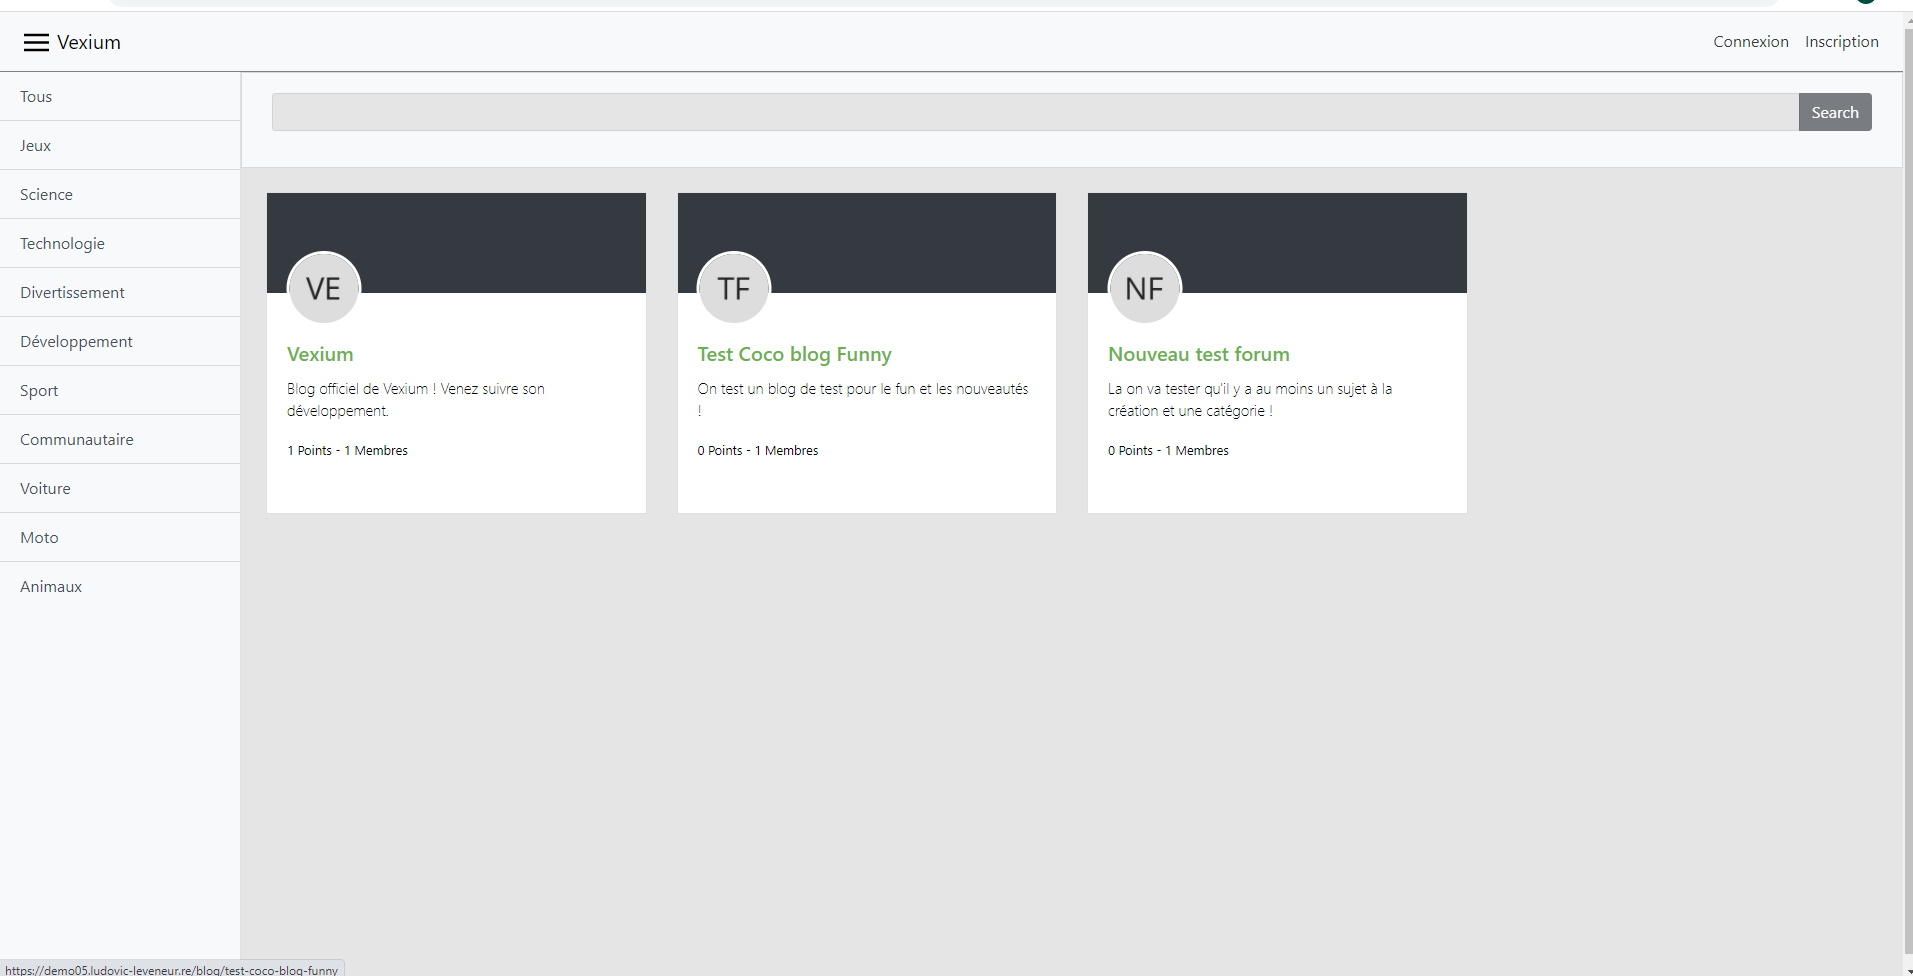 Vexium
Connexion Inscription
Tous
Jeux
Science
Technologie
Divertissement
Développement
Sport
Communautaire
Voiture
Moto
Animaux
Search
VE
Vexium
Blog officiel de Vexium ! Venez suivre son
développement.
1 Points - 1 Membres
TF
Test Coco blog Funny
On test un blog de test pour le fun et les nouveautés
!
0 Points - 1 Membres
NF
Nouveau test forum
La on va tester qu'il y a au moins un sujet à la
création et une catégorie !
0 Points - 1 Membres
https://demo05.ludovic-leveneur.re/blog/test-coco-blog-funny